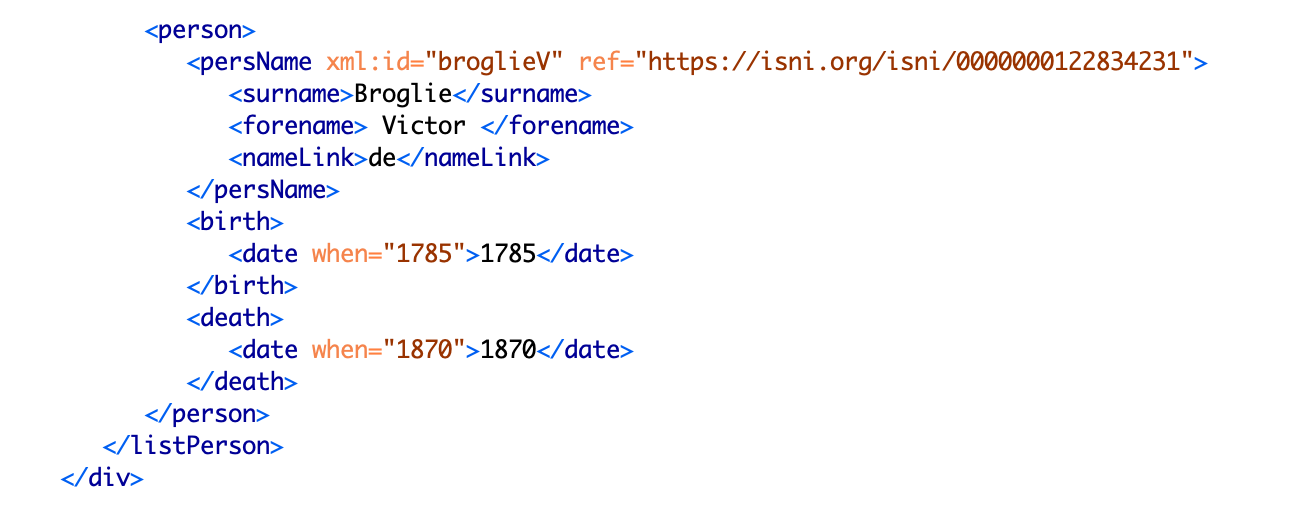 <person>
<persName xml:id="broglieV" ref="https://isni.org/isni/0000000122834231">
<surname>Broglie</surname>
<forename> Victor </forename>
<nameLink>de</nameLink>
</persName>
<birth>
<date when="1785">1785</date>
</birth>
<death>
<date when="1870">1870</date>
</death>
</person>
</listPerson>
</div>